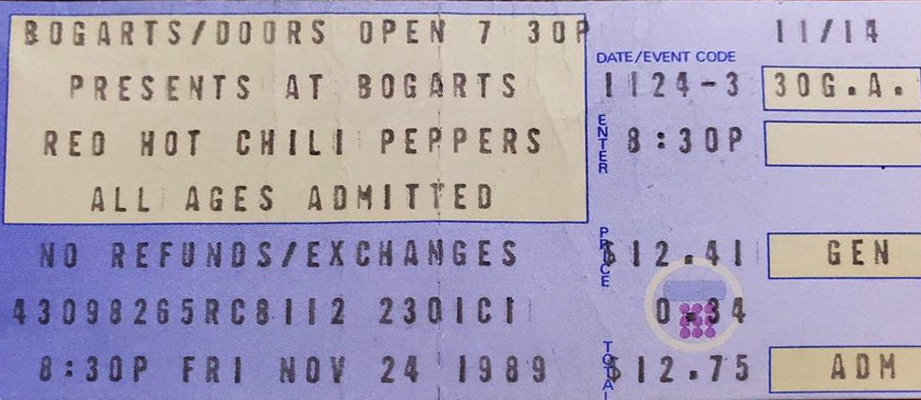 BOGARTS/DOORS OPEN 7 30P
PRESENTS AT BOGARTS
RED HOT CHILI PEPPERS
ALL AGES ADMITTED
NO REFUNDS/EXCHANGES
43098265RC8112 230IC1
8:30P FRI NOV 24 1989
11/14
DATE/EVENT CODE
1124-3 30G.A.
ENTER 8:30P
PRICE $12.41 GEN
0.34
TOTAL $12.75 ADM